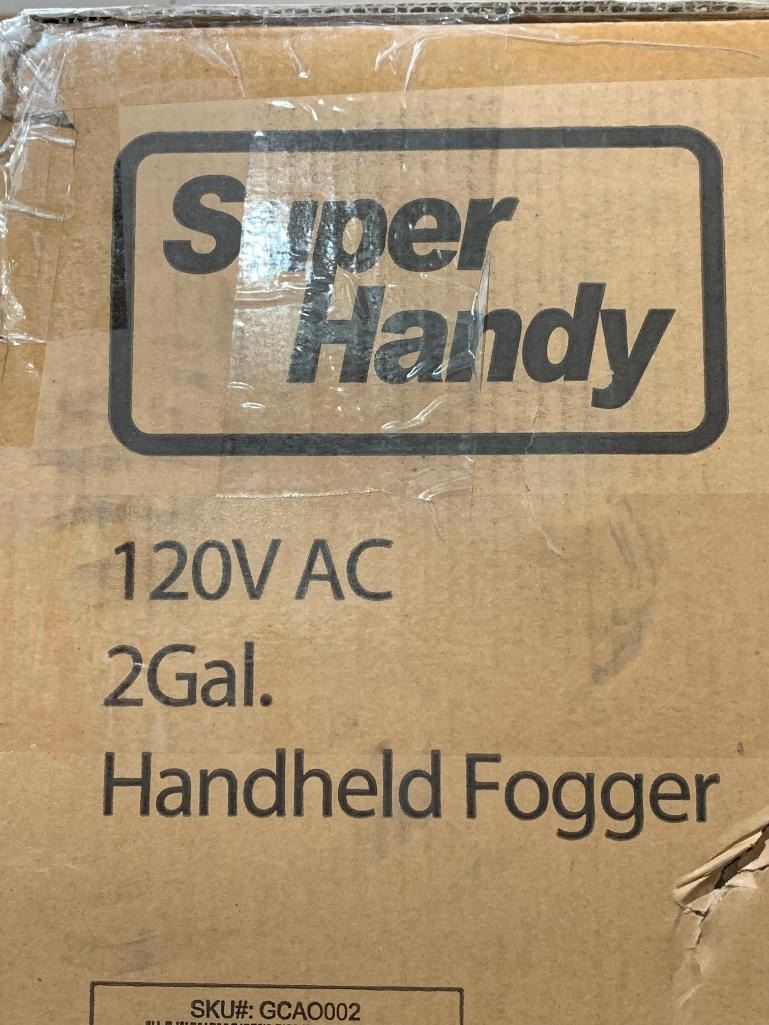 Super
Handy
120V AC
2Gal.
Handheld Fogger
SKU#: GCAO002